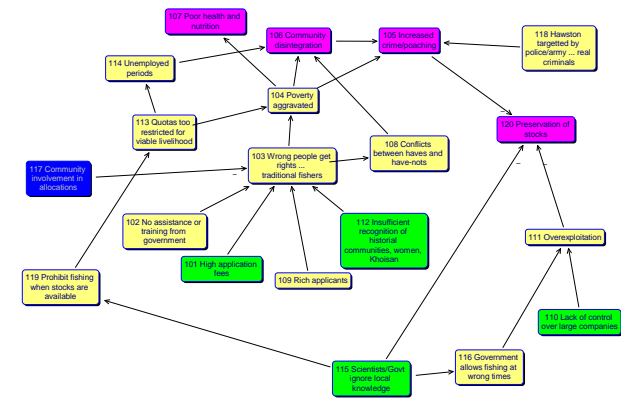 107 Poor health and
nutrition
106 Community
disintegration
105 Increased
crime/poaching
118 Hawston
targetted by
police/army ... real
criminals
114 Unemployed
periods
104 Poverty
aggravated
113 Quotas too
restricted for
viable livelihood
120 Preservation of
stocks
108 Conflicts
between haves and
have-nots
103 Wrong people get
rights ...
traditional fishers
117 Community
involvement in
allocations
102 No assistance or
training from
government
112 Insufficient
recognition of
historial
communities, women,
Khoisan
111 Overexploitation
101 High application
fees
109 Rich applicants
119 Prohibit fishing
when stocks are
available
110 Lack of control
over large companies
115 Scientists/Govt
ignore local
knowledge
116 Government
allows fishing at
wrong times